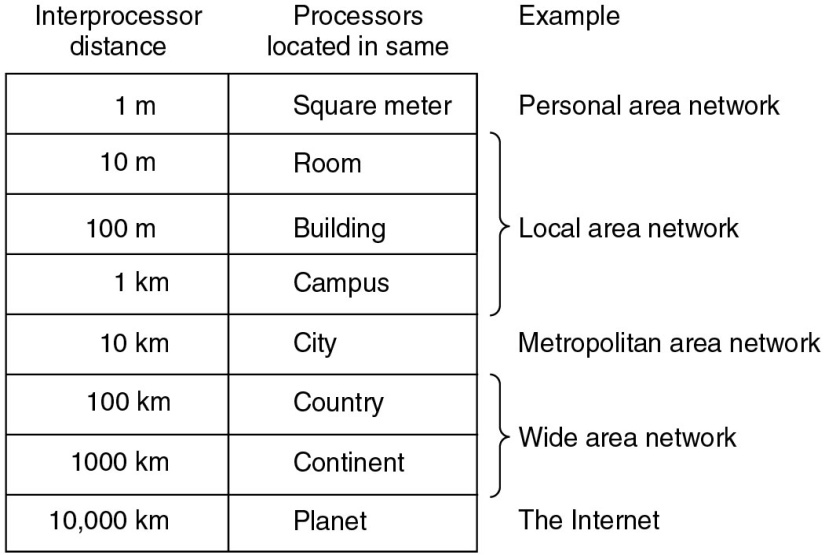 Interprocessor distance Processors located in same Example
1 m Square meter Personal area network
10 m Room
100 m Building Local area network
1 km Campus
10 km City Metropolitan area network
100 km Country
Wide area network
1000 km Continent
10,000 km Planet The Internet